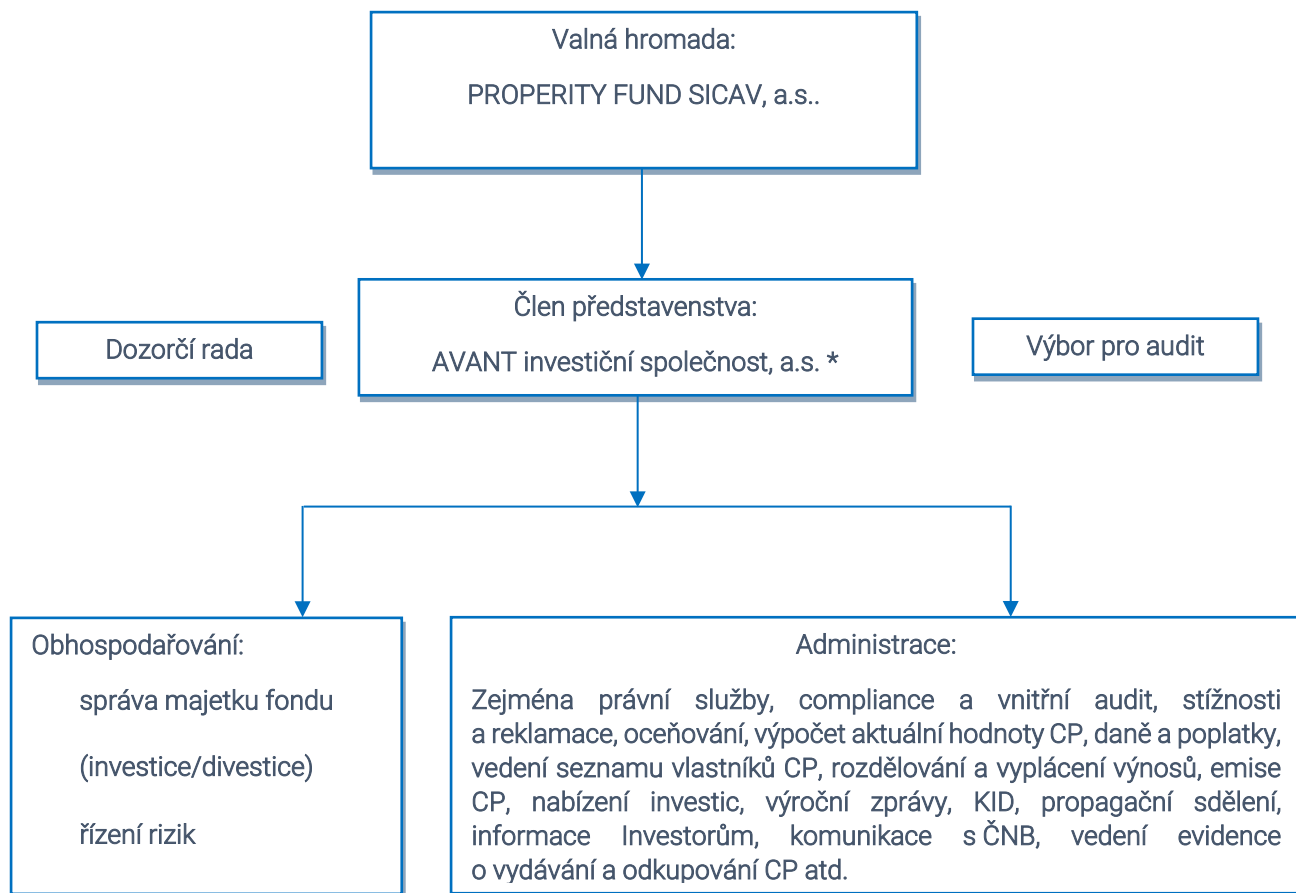 Valná hromada:
PROPERITY FUND SICAV, a.s..
Člen představenstva:
AVANT investiční společnost, a.s. *
Dozorčí rada
Výbor pro audit
Obhospodařování:
správa majetku fondu
(investice/divestice)
řízení rizik
Administrace:
Zejména právní služby, compliance a vnitřní audit, stížnosti
a reklamace, oceňování, výpočet aktuální hodnoty CP, daně a poplatky,
vedení seznamu vlastníků CP, rozdělování a vyplácení výnosů, emise
CP, nabízení investic, výroční zprávy, KID, propagační sdělení,
informace Investorům, komunikace s ČNB, vedení evidence
o vydávání a odkupování CP atd.